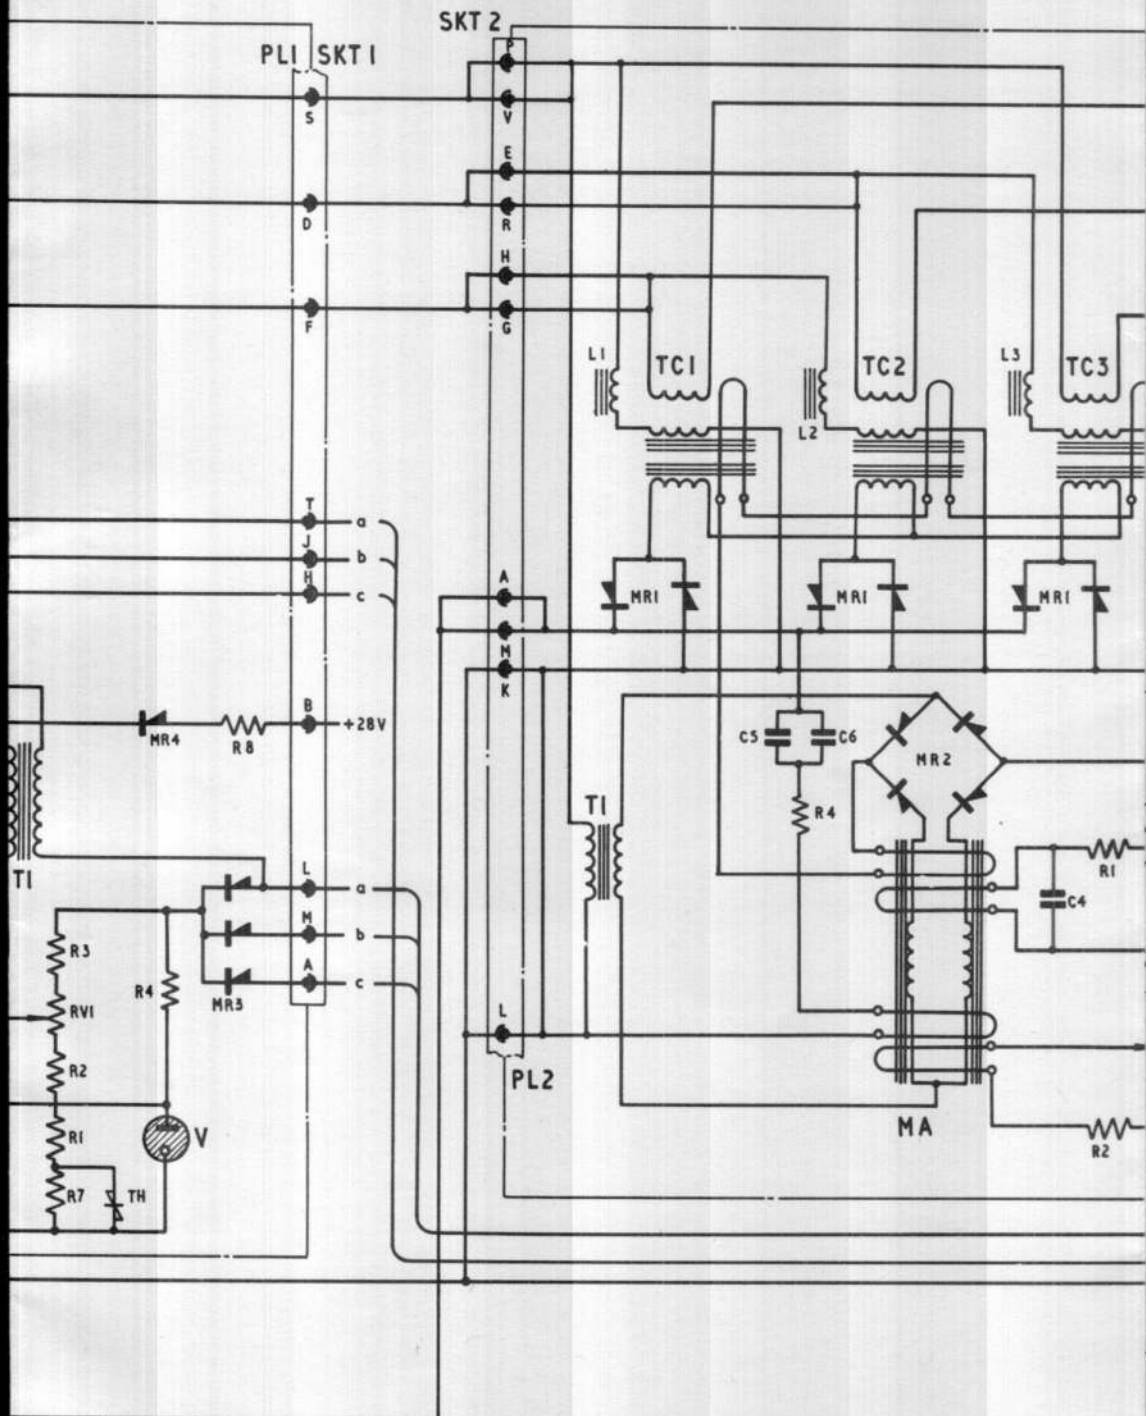 SKT 2
PL1 SKT 1
P
S
V
E
D
R
H
F
G
L1
TC1
TC2
L3
TC3
L2
T
a
J
b
H
c
A
MR1
MR1
MR1
M
K
B
+28V
MR4
R8
C5
C6
MR2
T1
R4
T1
L
a
R1
M
b
C4
R3
A
c
R4
MR3
RV1
L
R2
PL2
R1
V
MA
R2
R7
TH